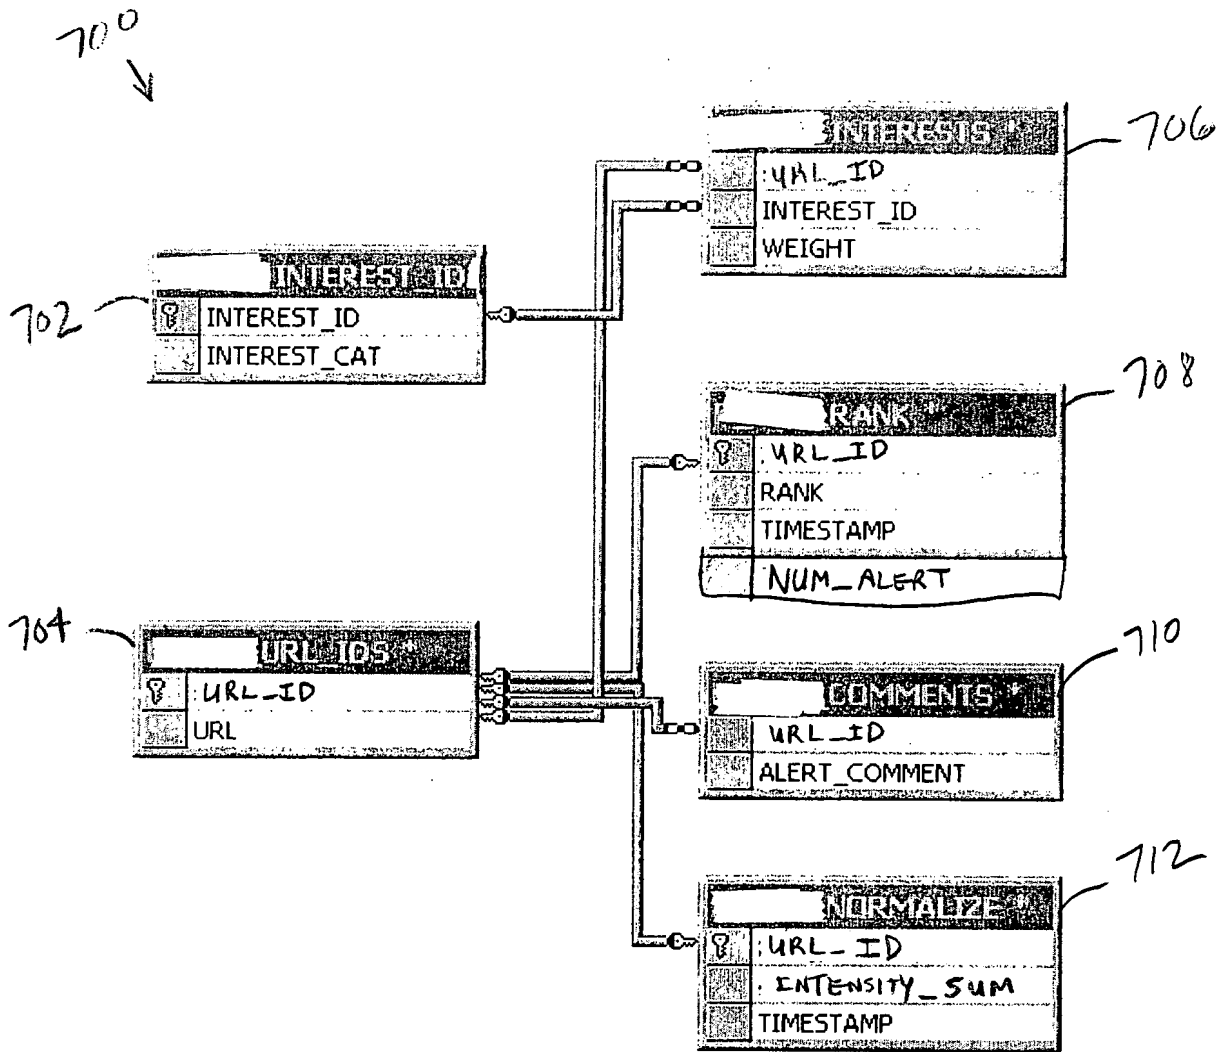 700
INTERESTS *
706
URL_ID
INTEREST_ID
WEIGHT
INTEREST_ID
702
INTEREST_ID
INTEREST_CAT
RANK *
708
URL_ID
RANK
TIMESTAMP
NUM_ALERT
704
URL_IDS *
URL_ID
URL
COMMENTS *
710
URL_ID
ALERT_COMMENT
NORMALIZE *
712
URL_ID
INTENSITY_SUM
TIMESTAMP